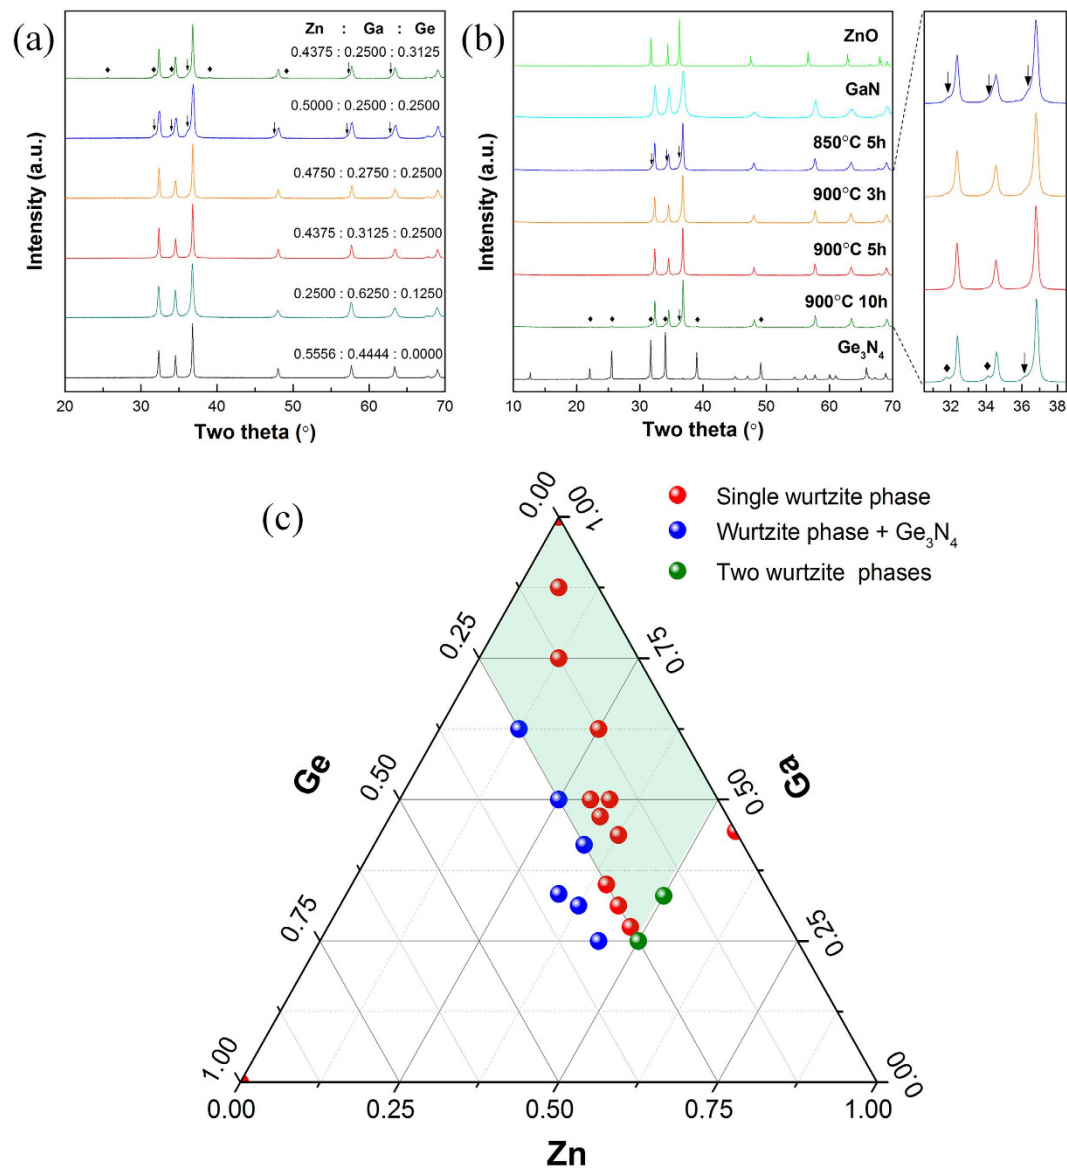 (a)
Zn : Ga : Ge
0.4375 : 0.2500 : 0.3125
0.5000 : 0.2500 : 0.2500
0.4750 : 0.2750 : 0.2500
0.4375 : 0.3125 : 0.2500
0.2500 : 0.6250 : 0.1250
0.5556 : 0.4444 : 0.0000
Intensity (a.u.)
20 30 40 50 60 70
Two theta (°)
(b)
ZnO
GaN
850°C 5h
900°C 3h
900°C 5h
900°C 10h
Ge₃N₄
Intensity (a.u.)
10 20 30 40 50 60 70
Two theta (°)
32 34 36 38
(c)
Single wurtzite phase
Wurtzite phase + Ge₃N₄
Two wurtzite phases
0.00
0.25
0.50
0.75
1.00
Ge
1.00
0.75
0.50
0.25
0.00
Ga
0.00 0.25 0.50 0.75 1.00
Zn